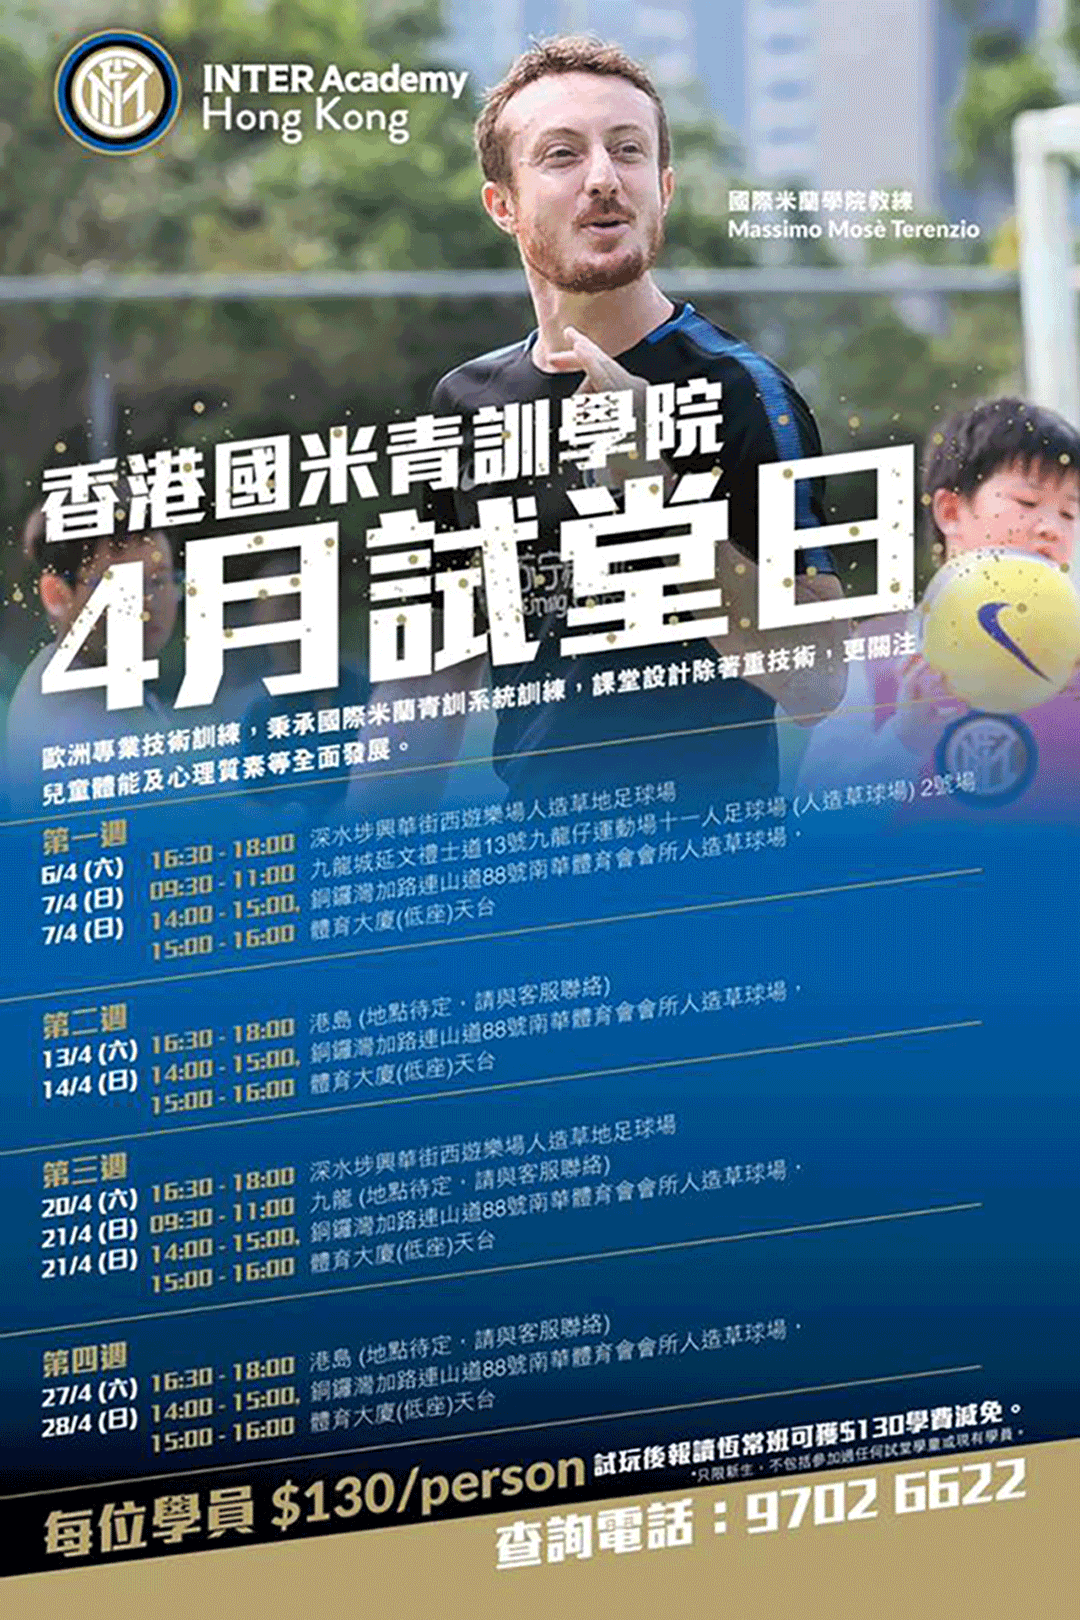 INTER Academy
Hong Kong
國際米蘭學院教練
Massimo Mosè Terenzio
香港國米青訓學院
4月試堂日
歐洲專業技術訓練，秉承國際米蘭青訓系統訓練，課堂設計除著重技術，更關注
兒童體能及心理質素等全面發展。
第一週
6/4 (六) 16:30 - 18:00 深水埗興華街西遊樂場人造草地足球場
7/4 (日) 09:30 - 11:00 九龍城延文禮士道13號九龍仔運動場十一人足球場 (人造草球場) 2號場
7/4 (日) 14:00 - 15:00, 銅鑼灣加路連山道88號南華體育會會所人造草球場，
15:00 - 16:00 體育大廈(低座)天台
第二週
13/4 (六) 16:30 - 18:00 港島 (地點待定，請與客服聯絡)
14/4 (日) 14:00 - 15:00, 銅鑼灣加路連山道88號南華體育會會所人造草球場，
15:00 - 16:00 體育大廈(低座)天台
第三週
20/4 (六) 16:30 - 18:00 深水埗興華街西遊樂場人造草地足球場
21/4 (日) 09:30 - 11:00 九龍 (地點待定，請與客服聯絡)
21/4 (日) 14:00 - 15:00, 銅鑼灣加路連山道88號南華體育會會所人造草球場，
15:00 - 16:00 體育大廈(低座)天台
第四週
27/4 (六) 16:30 - 18:00 港島 (地點待定，請與客服聯絡)
28/4 (日) 14:00 - 15:00, 銅鑼灣加路連山道88號南華體育會會所人造草球場，
15:00 - 16:00 體育大廈(低座)天台
每位學員 $130/person 試玩後報讀恆常班可獲$130學費減免。
*只限新生，不包括參加過任何試堂學童或現有學員。
查詢電話：9702 6622